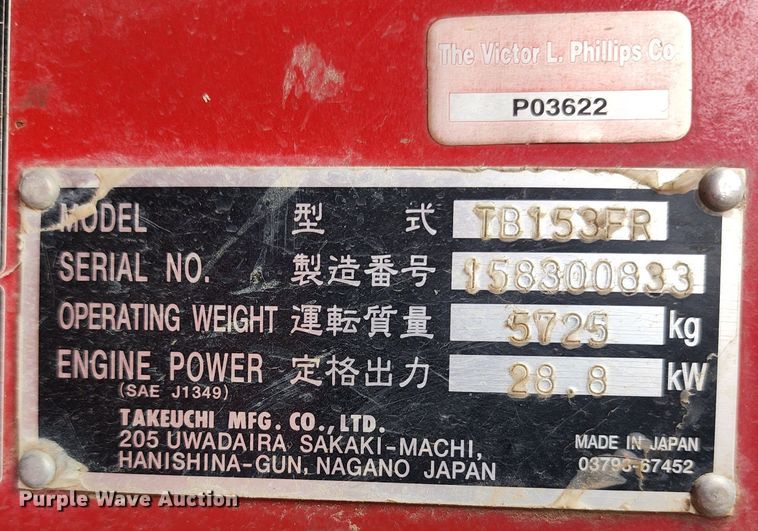 The Victor L. Phillips Co.
P03622
MODEL 型 式 TB153FR
SERIAL NO. 製造番号 158300833
OPERATING WEIGHT 運転質量 5725 kg
ENGINE POWER 定格出力 28.8 kW
(SAE J1349)
TAKEUCHI MFG. CO., LTD.
205 UWADAIRA SAKAKI-MACHI,
HANISHINA-GUN, NAGANO JAPAN
MADE IN JAPAN
03793-67452
Purple Wave Auction